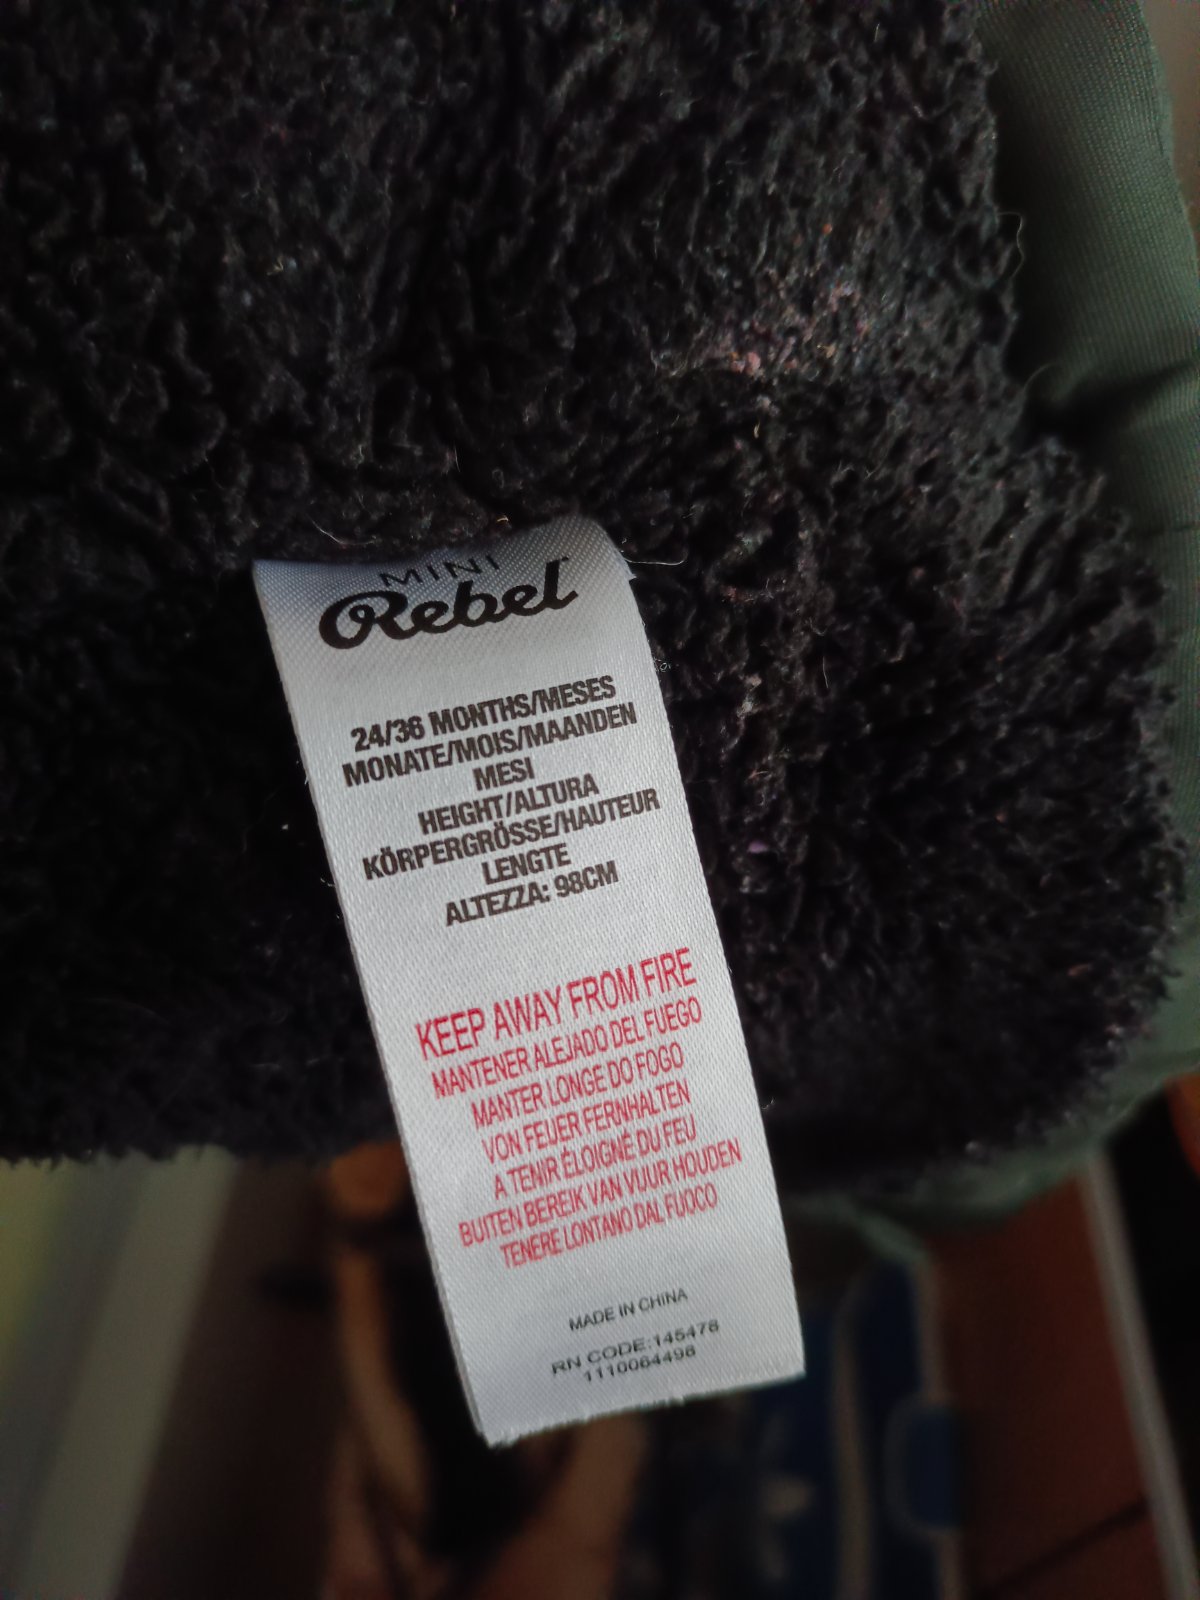 MINI
Rebel™
24/36 MONTHS/MESES
MONATE/MOIS/MAANDEN
MESI
HEIGHT/ALTURA
KÖRPERGRÖSSE/HAUTEUR
LENGTE
ALTEZZA: 98CM
KEEP AWAY FROM FIRE
MANTENER ALEJADO DEL FUEGO
MANTER LONGE DO FOGO
VON FEUER FERNHALTEN
A TENIR ÉLOIGNÉ DU FEU
BUITEN BEREIK VAN VUUR HOUDEN
TENERE LONTANO DAL FUOCO
MADE IN CHINA
RN CODE:145478
1110064498